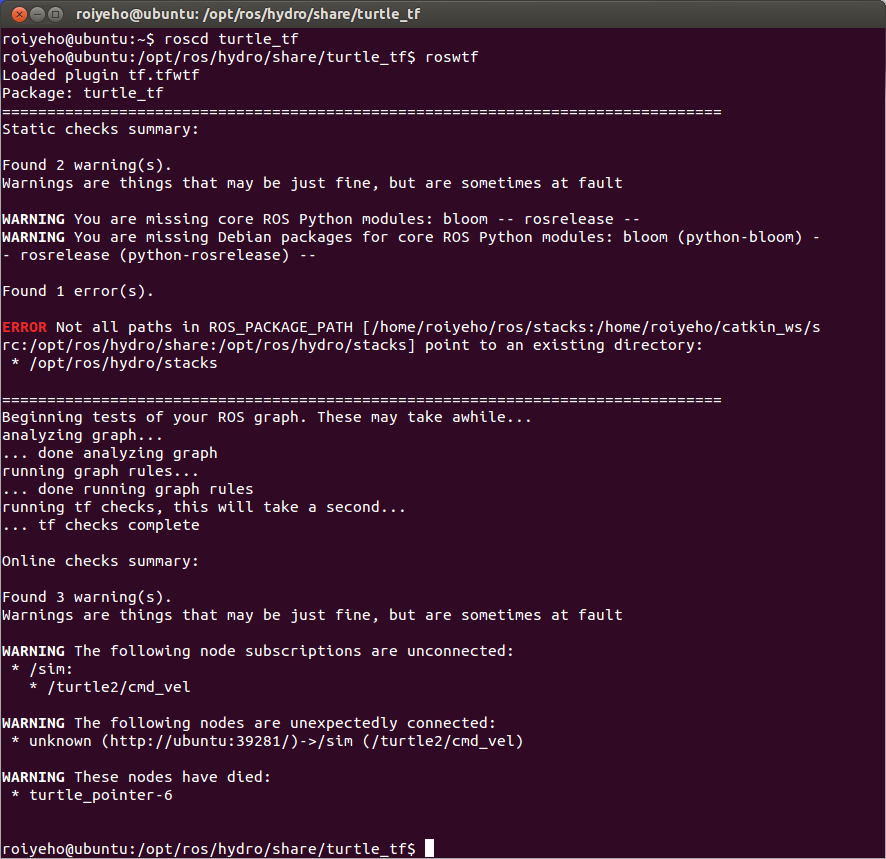 roiyeho@ubuntu: /opt/ros/hydro/share/turtle_tf
roiyeho@ubuntu:~$ roscd turtle_tf
roiyeho@ubuntu:/opt/ros/hydro/share/turtle_tf$ roswtf
Loaded plugin tf.tfwtf
Package: turtle_tf
================================================================================
Static checks summary:
Found 2 warning(s).
Warnings are things that may be just fine, but are sometimes at fault
WARNING You are missing core ROS Python modules: bloom -- rosrelease --
WARNING You are missing Debian packages for core ROS Python modules: bloom (python-bloom) -
- rosrelease (python-rosrelease) --
Found 1 error(s).
ERROR Not all paths in ROS_PACKAGE_PATH [/home/roiyeho/ros/stacks:/home/roiyeho/catkin_ws/s
rc:/opt/ros/hydro/share:/opt/ros/hydro/stacks] point to an existing directory:
* /opt/ros/hydro/stacks
================================================================================
Beginning tests of your ROS graph. These may take awhile...
analyzing graph...
... done analyzing graph
running graph rules...
... done running graph rules
running tf checks, this will take a second...
... tf checks complete
Online checks summary:
Found 3 warning(s).
Warnings are things that may be just fine, but are sometimes at fault
WARNING The following node subscriptions are unconnected:
* /sim:
* /turtle2/cmd_vel
WARNING The following nodes are unexpectedly connected:
* unknown (http://ubuntu:39281/)->/sim (/turtle2/cmd_vel)
WARNING These nodes have died:
* turtle_pointer-6
roiyeho@ubuntu:/opt/ros/hydro/share/turtle_tf$